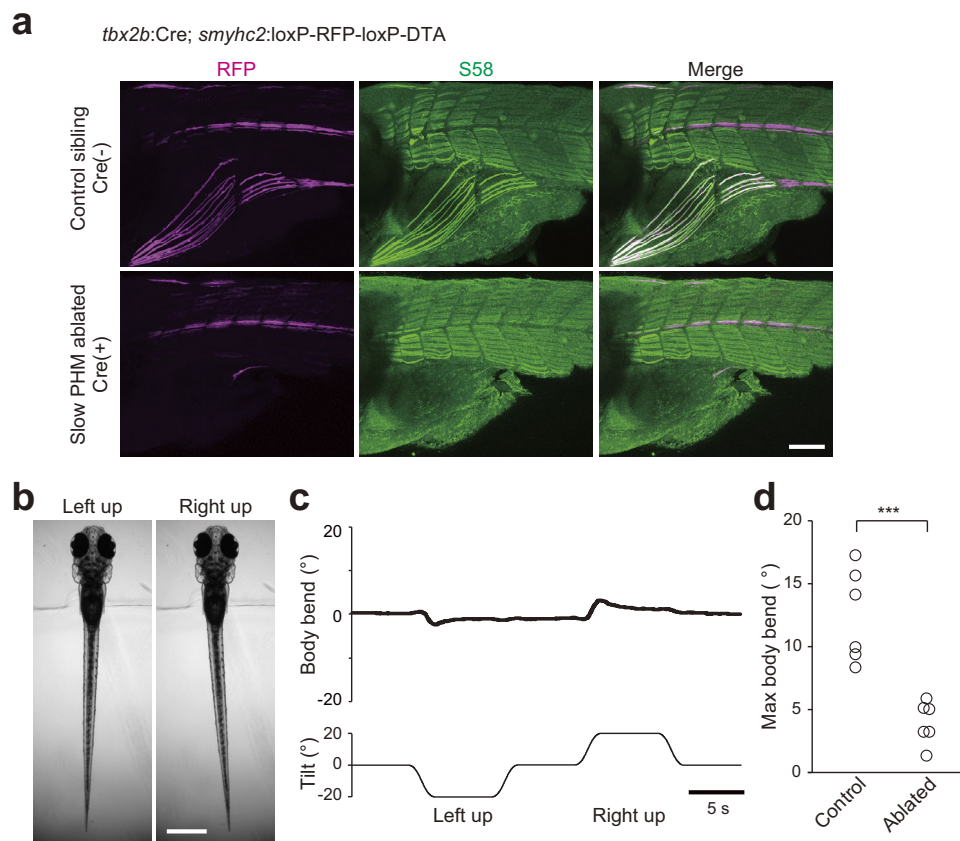 a
tbx2b:Cre; smyhc2:loxP-RFP-loxP-DTA
RFP
S58
Merge
Control sibling
Cre(-)
Slow PHM ablated
Cre(+)
b
Left up
Right up
c
20
0
-20
Body bend (°)
20
0
-20
Tilt (°)
Left up
Right up
5 s
d
***
20
15
10
5
0
Max body bend (°)
Control
Ablated